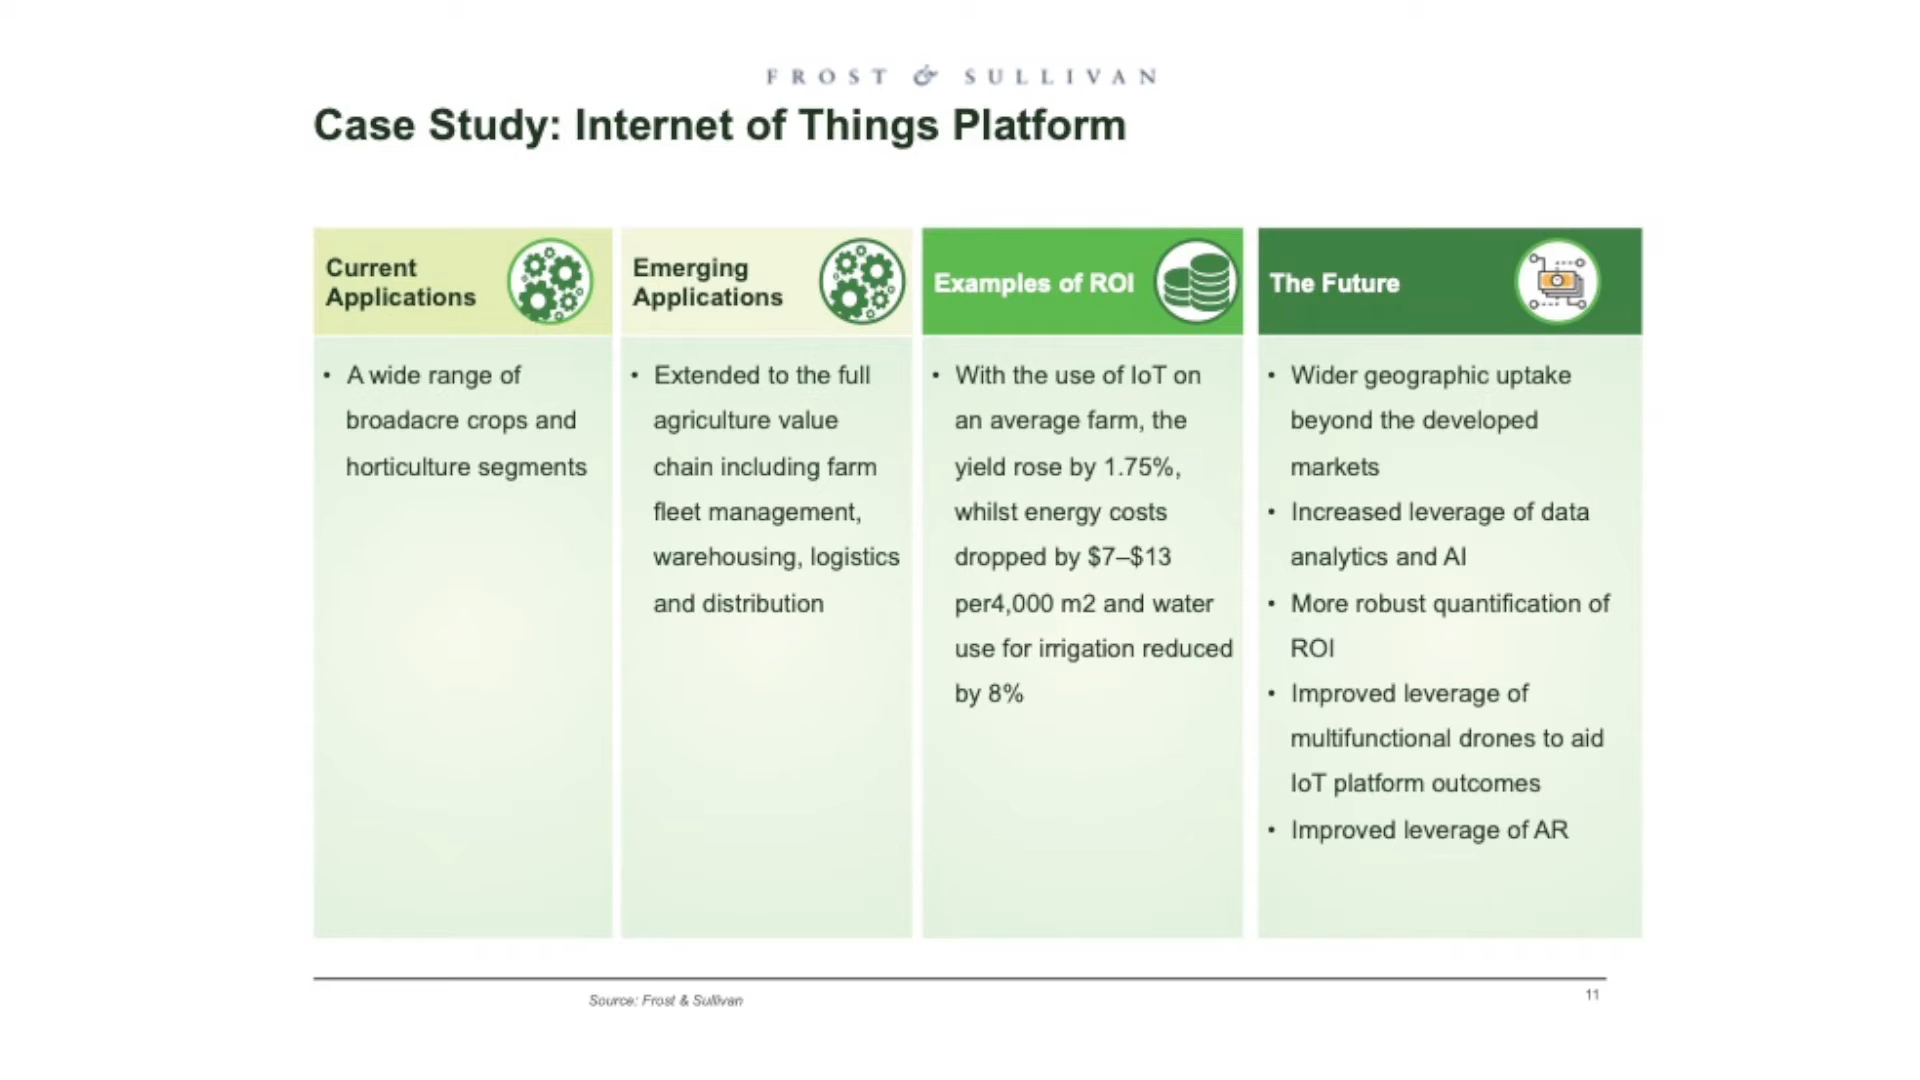 FROST & SULLIVAN
Case Study: Internet of Things Platform
Current
Applications
• A wide range of
broadacre crops and
horticulture segments
Emerging
Applications
• Extended to the full
agriculture value
chain including farm
fleet management,
warehousing, logistics
and distribution
Examples of ROI
• With the use of IoT on
an average farm, the
yield rose by 1.75%,
whilst energy costs
dropped by $7–$13
per4,000 m2 and water
use for irrigation reduced
by 8%
The Future
• Wider geographic uptake
beyond the developed
markets
• Increased leverage of data
analytics and AI
• More robust quantification of
ROI
• Improved leverage of
multifunctional drones to aid
IoT platform outcomes
• Improved leverage of AR
Source: Frost & Sullivan
11